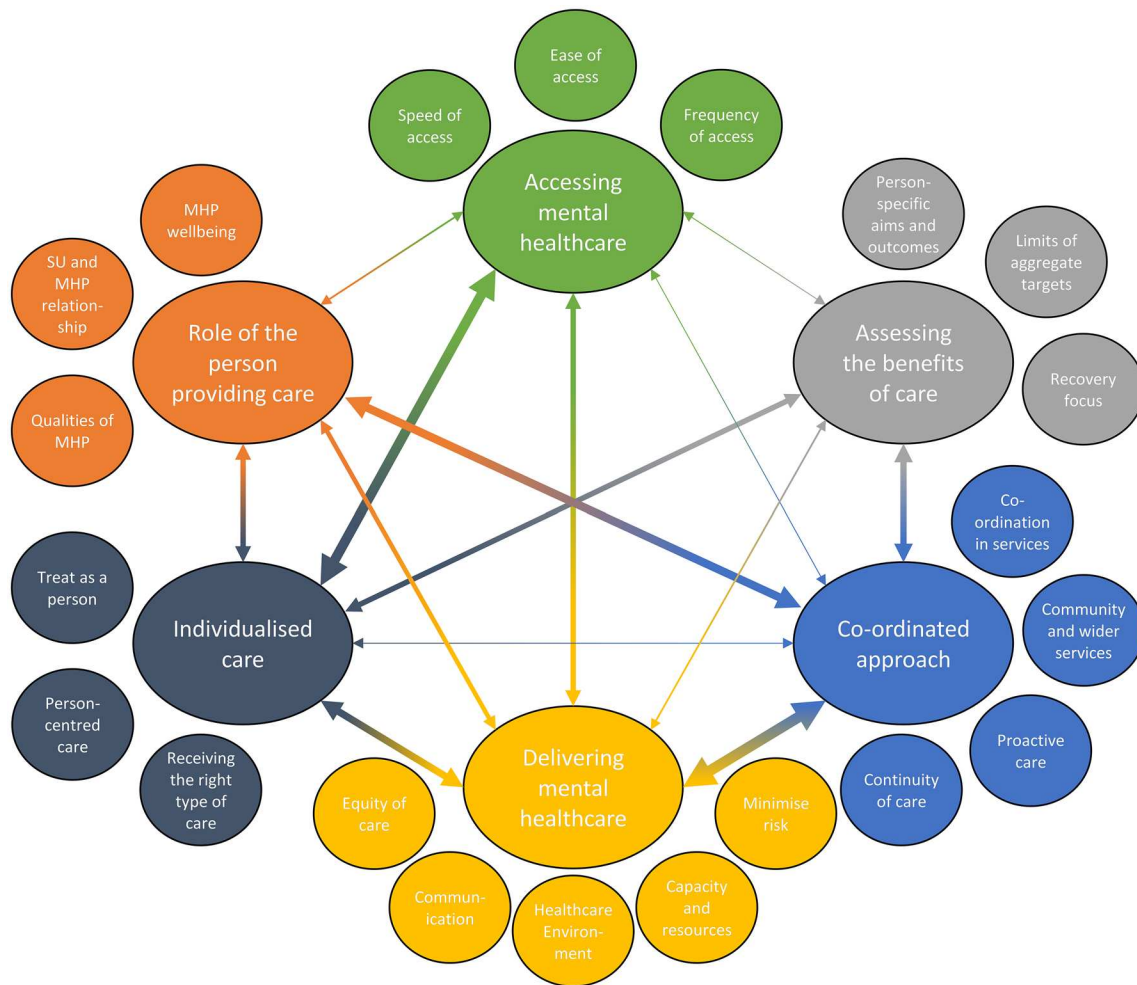 Ease of
access
Speed of
access
Frequency
of access
Accessing
mental
healthcare
MHP
wellbeing
SU and
MHP
relation-
ship
Qualities of
MHP
Role of the
person
providing care
Person-
specific
aims and
outcomes
Limits of
aggregate
targets
Recovery
focus
Assessing
the benefits
of care
Treat as a
person
Person-
centred
care
Receiving
the right
type of
care
Individualised
care
Co-
ordination
in services
Community
and wider
services
Proactive
care
Continuity
of care
Co-ordinated
approach
Delivering
mental
healthcare
Equity of
care
Commun-
ication
Healthcare
Environ-
ment
Capacity
and
resources
Minimise
risk